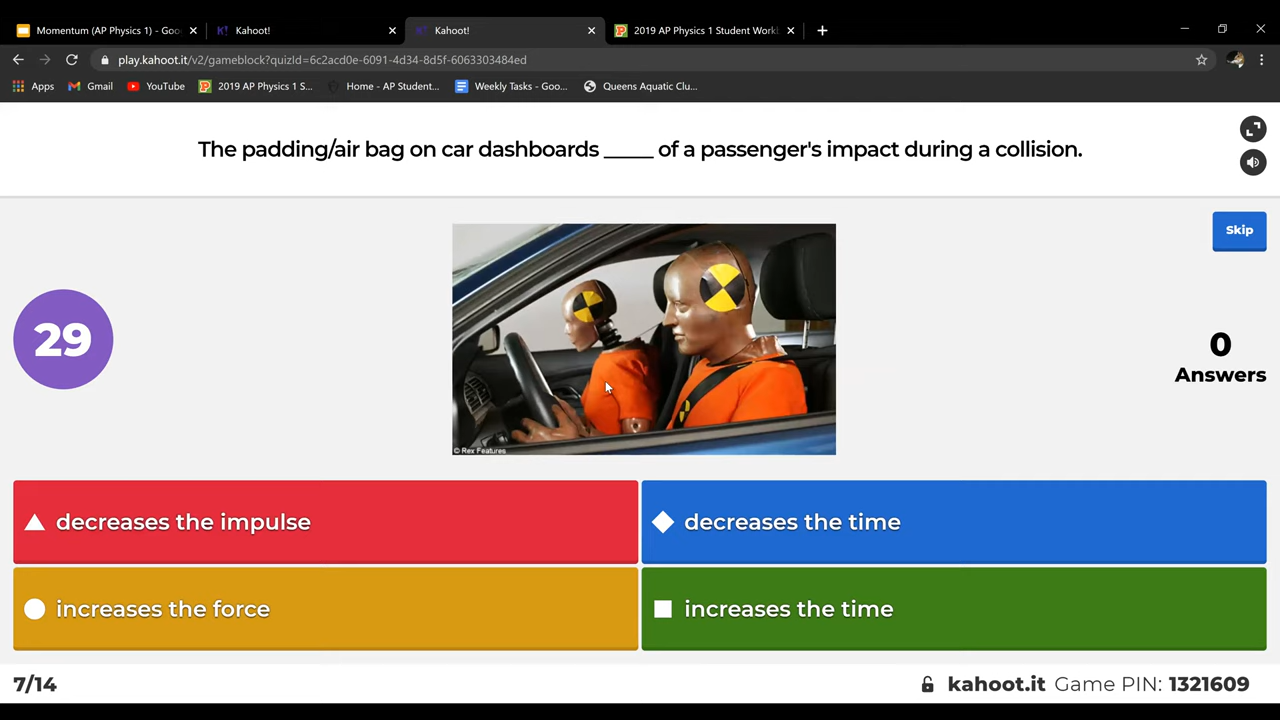 Momentum (AP Physics 1) - Goo
Kahoot!
Kahoot!
2019 AP Physics 1 Student Workb
play.kahoot.it/v2/gameblock?quizId=6c2acd0e-6091-4d34-8d5f-6063303484ed
Apps
Gmail
YouTube
2019 AP Physics 1 S...
Home - AP Student...
Weekly Tasks - Goo...
Queens Aquatic Clu...
The padding/air bag on car dashboards _____ of a passenger's impact during a collision.
Skip
29
0
Answers
© Rex Features
decreases the impulse
decreases the time
increases the force
increases the time
7/14
kahoot.it Game PIN: 1321609